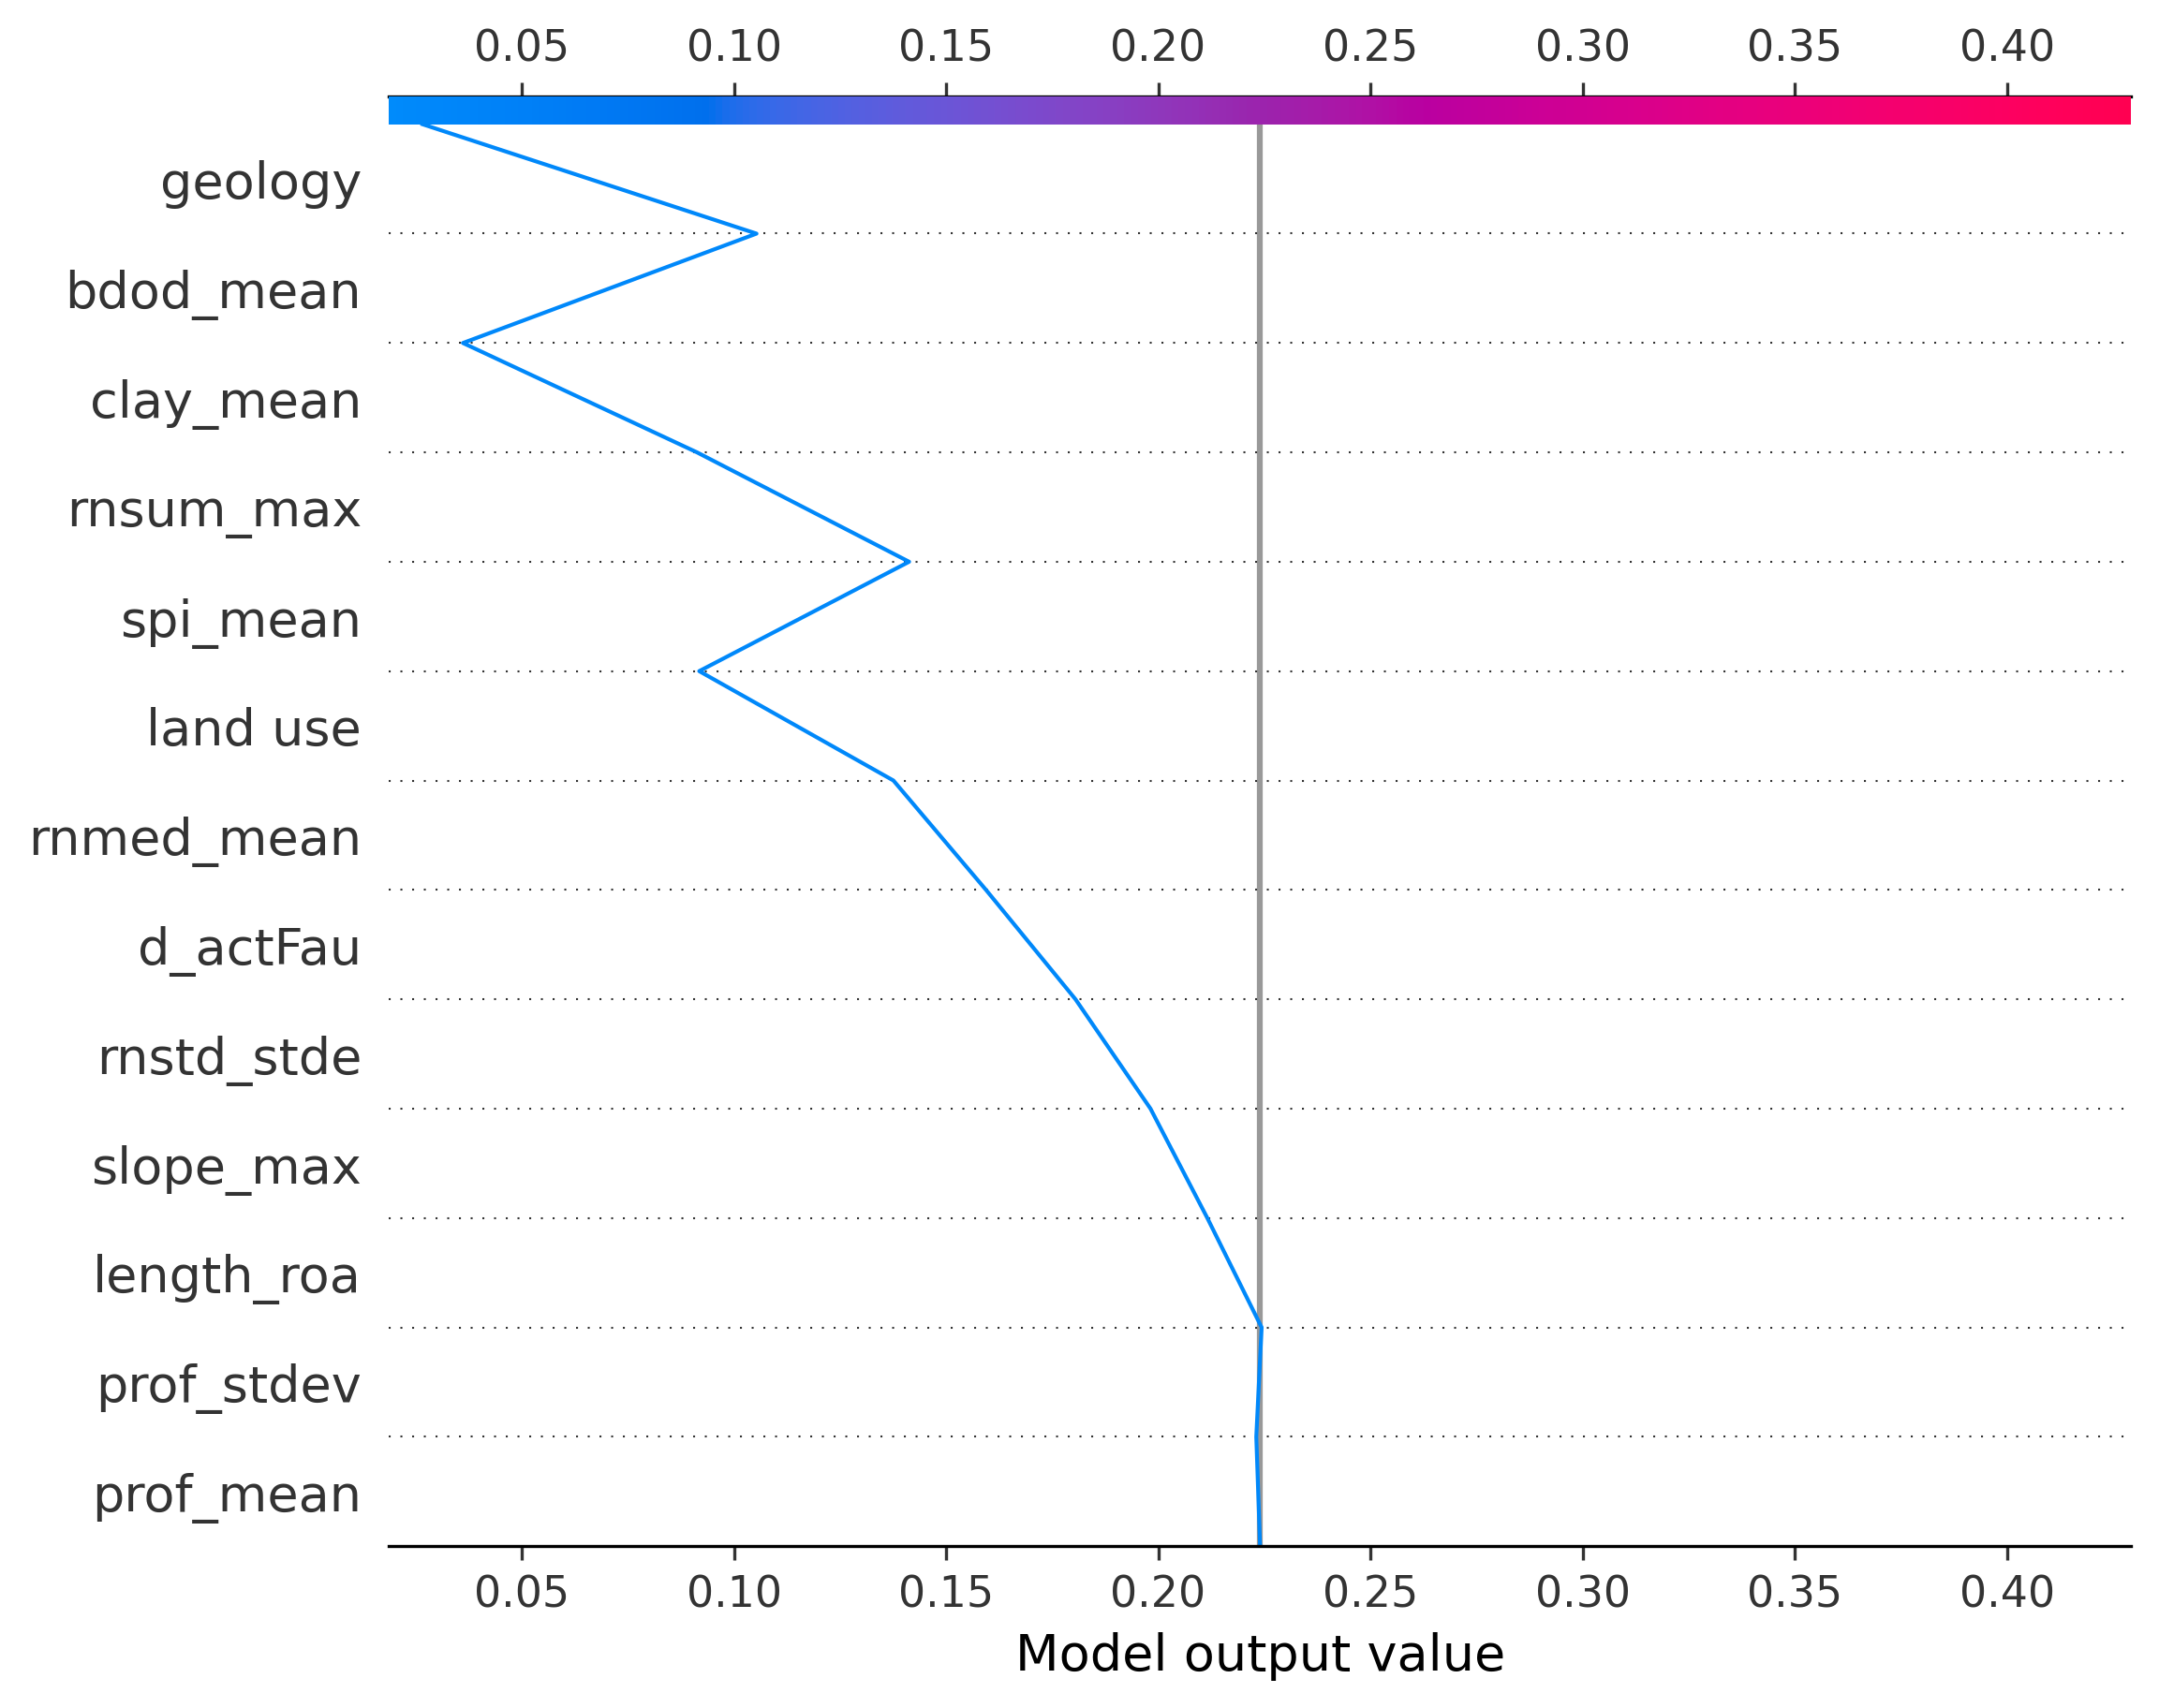 0.05 0.10 0.15 0.20 0.25 0.30 0.35 0.40
geology
bdod_mean
clay_mean
rnsum_max
spi_mean
land use
rnmed_mean
d_actFau
rnstd_stde
slope_max
length_roa
prof_stdev
prof_mean
0.05 0.10 0.15 0.20 0.25 0.30 0.35 0.40
Model output value